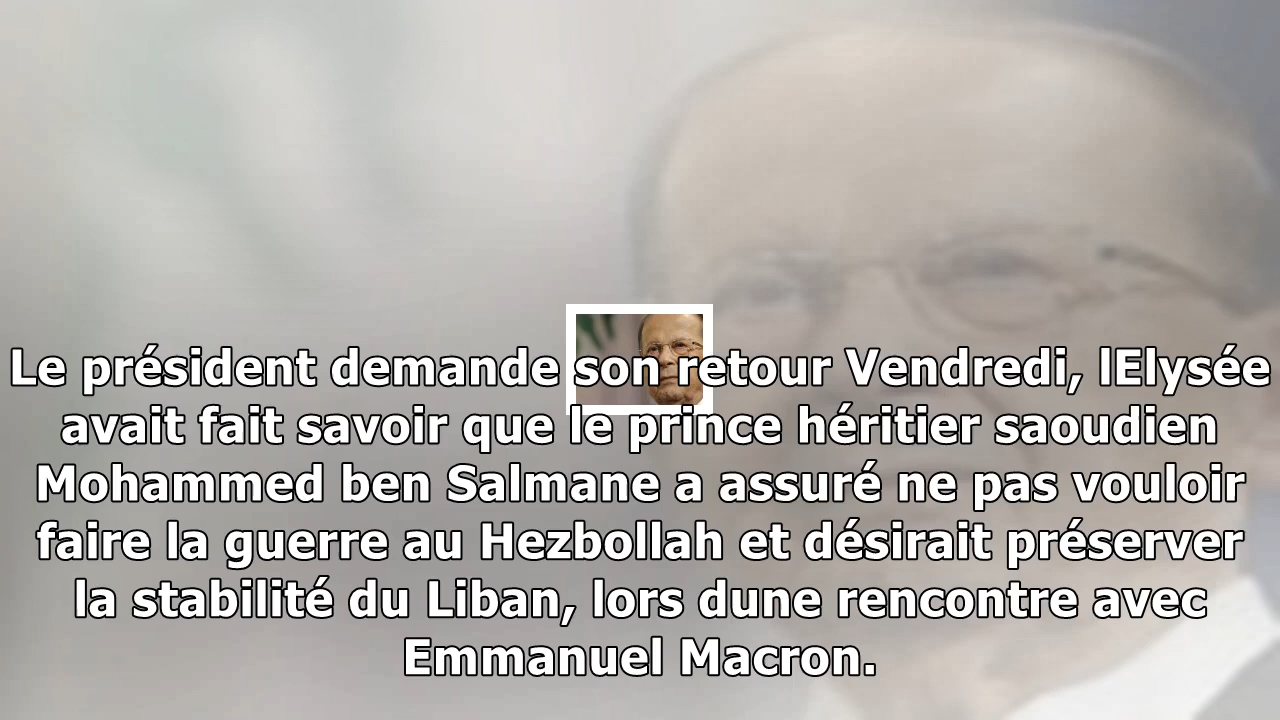 Le président demande son retour Vendredi, lElysée
avait fait savoir que le prince héritier saoudien
Mohammed ben Salmane a assuré ne pas vouloir
faire la guerre au Hezbollah et désirait préserver
la stabilité du Liban, lors dune rencontre avec
Emmanuel Macron.